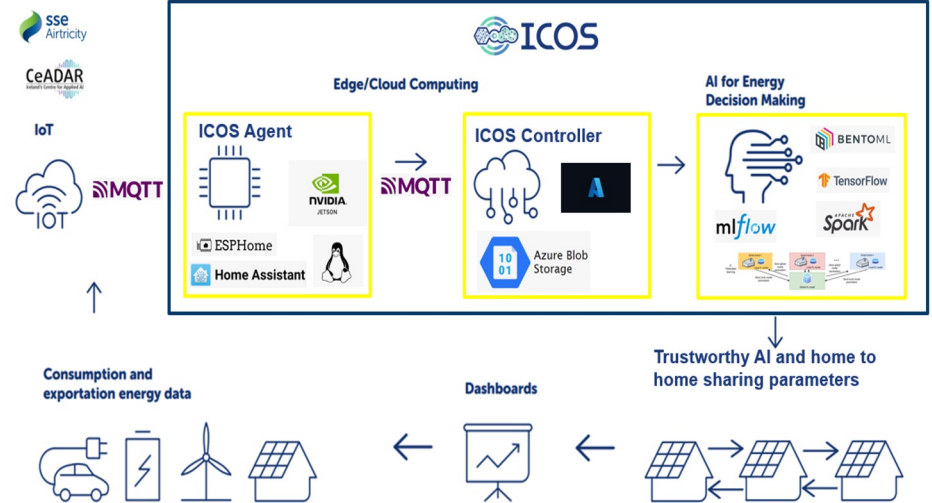 sse
Airtricity
CeADAR
Ireland's Centre for Applied AI
ICOS
Edge/Cloud Computing
AI for Energy
Decision Making
IoT
IOT
MQTT
ICOS Agent
NVIDIA.
JETSON
ESPHome
Home Assistant
MQTT
ICOS Controller
10
01
Azure Blob
Storage
BENTOML
TensorFlow
mlflow
APACHE
Spark
Trustworthy AI and home to
home sharing parameters
Consumption and
exportation energy data
Dashboards